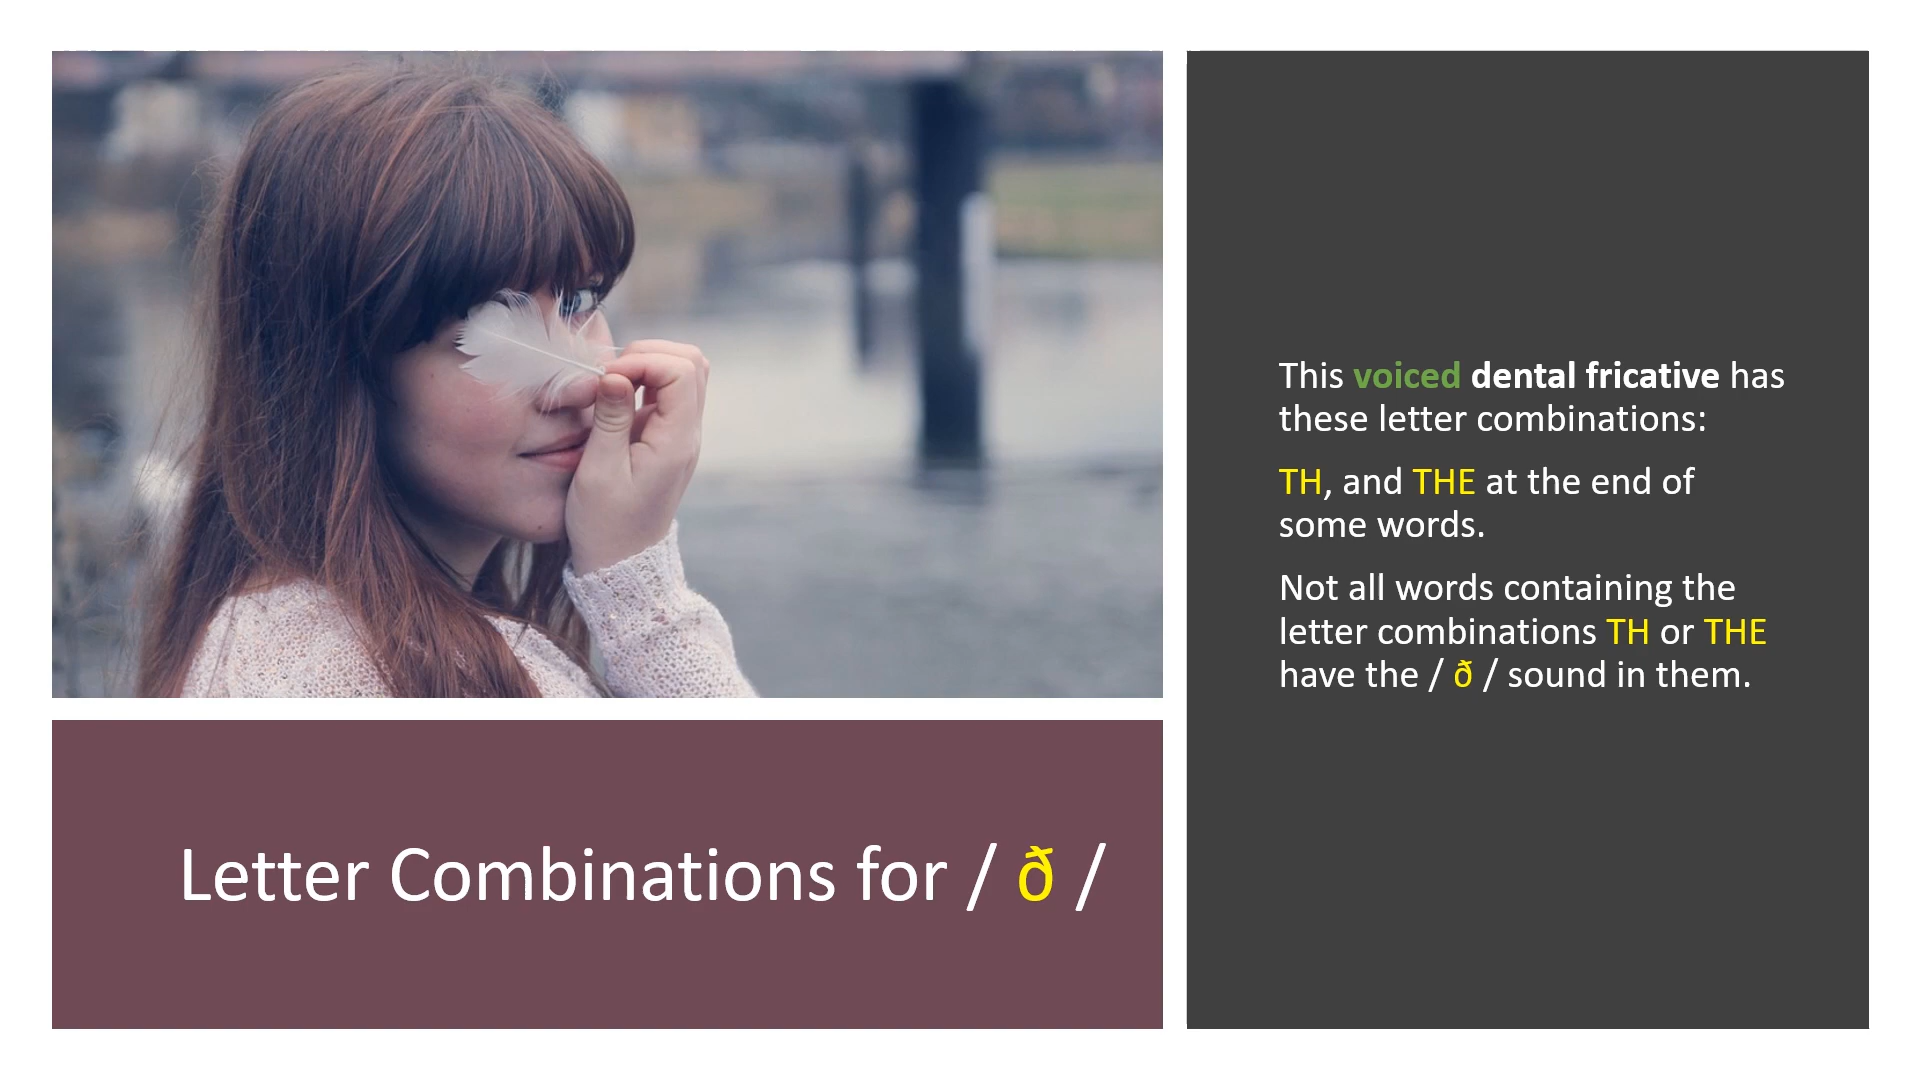 This voiced dental fricative has
these letter combinations:
TH, and THE at the end of
some words.
Not all words containing the
letter combinations TH or THE
have the / ð / sound in them.
Letter Combinations for / ð /